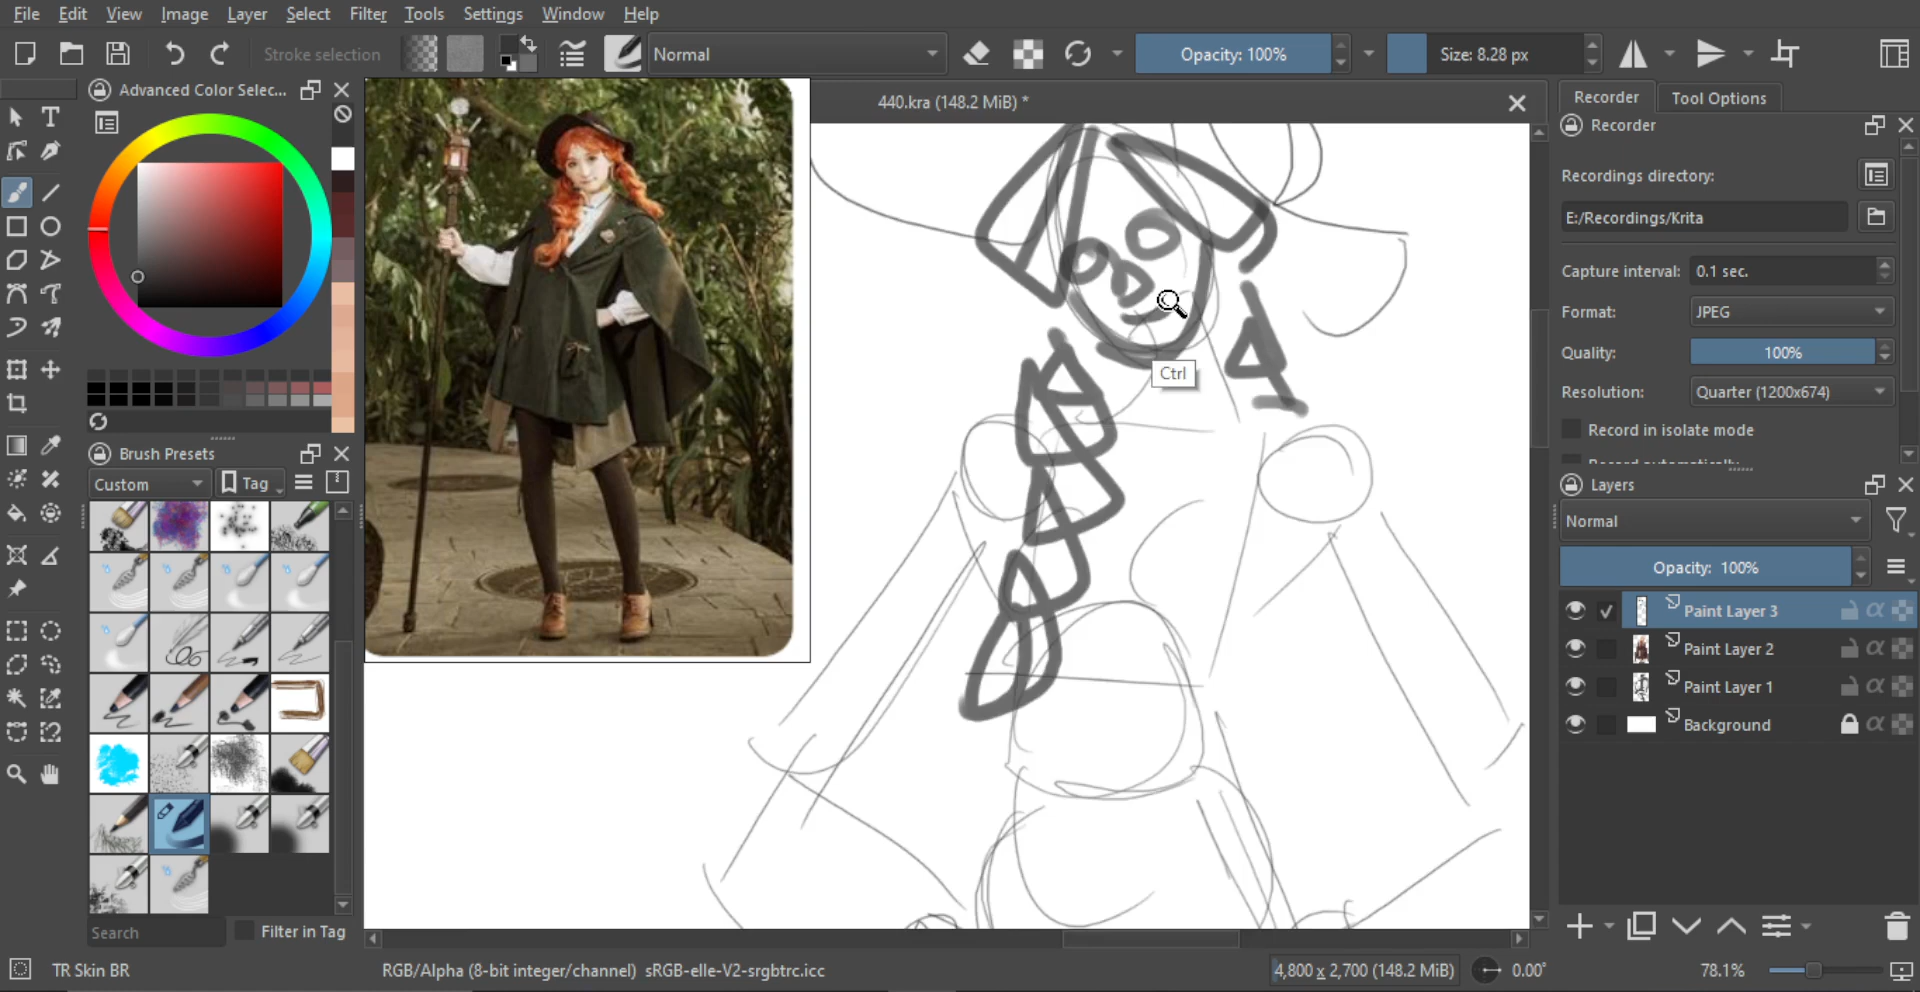 File Edit View Image Layer Select Filter Tools Settings Window Help
Stroke selection
Normal
Opacity: 100%
Size: 8.28 px
Advanced Color Selec...
440.kra (148.2 MiB) *
Recorder
Tool Options
Recorder
Recordings directory:
E:/Recordings/Krita
Capture interval: 0.1 sec.
Format: JPEG
Quality: 100%
Resolution: Quarter (1200x674)
Record in isolate mode
Ctrl
Brush Presets
Custom
Tag
Layers
Normal
Opacity: 100%
Paint Layer 3
Paint Layer 2
Paint Layer 1
Background
Search
Filter in Tag
TR Skin BR
RGB/Alpha (8-bit integer/channel) sRGB-elle-V2-srgbtrc.icc
4,800 x 2,700 (148.2 MiB)
0.00°
78.1%